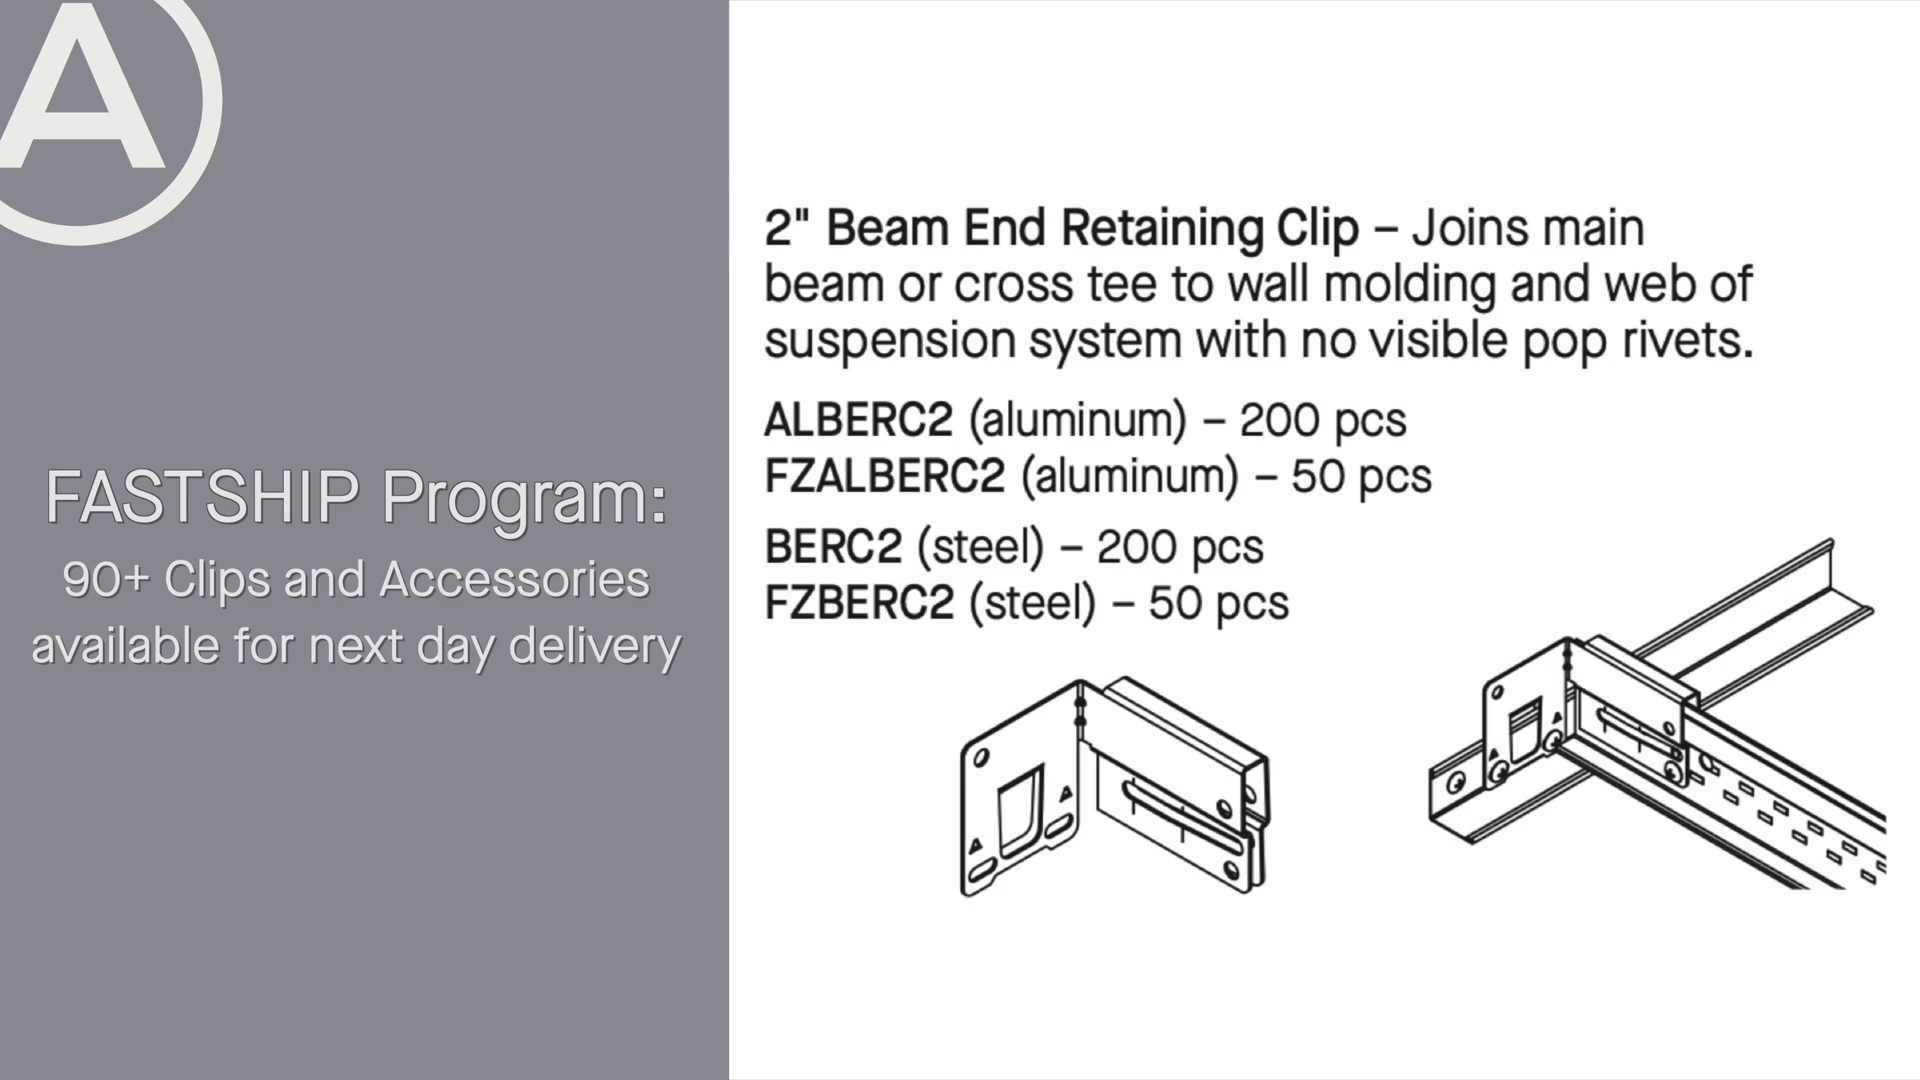 A
FASTSHIP Program:
90+ Clips and Accessories
available for next day delivery
2" Beam End Retaining Clip – Joins main
beam or cross tee to wall molding and web of
suspension system with no visible pop rivets.
ALBERC2 (aluminum) – 200 pcs
FZALBERC2 (aluminum) – 50 pcs
BERC2 (steel) – 200 pcs
FZBERC2 (steel) – 50 pcs